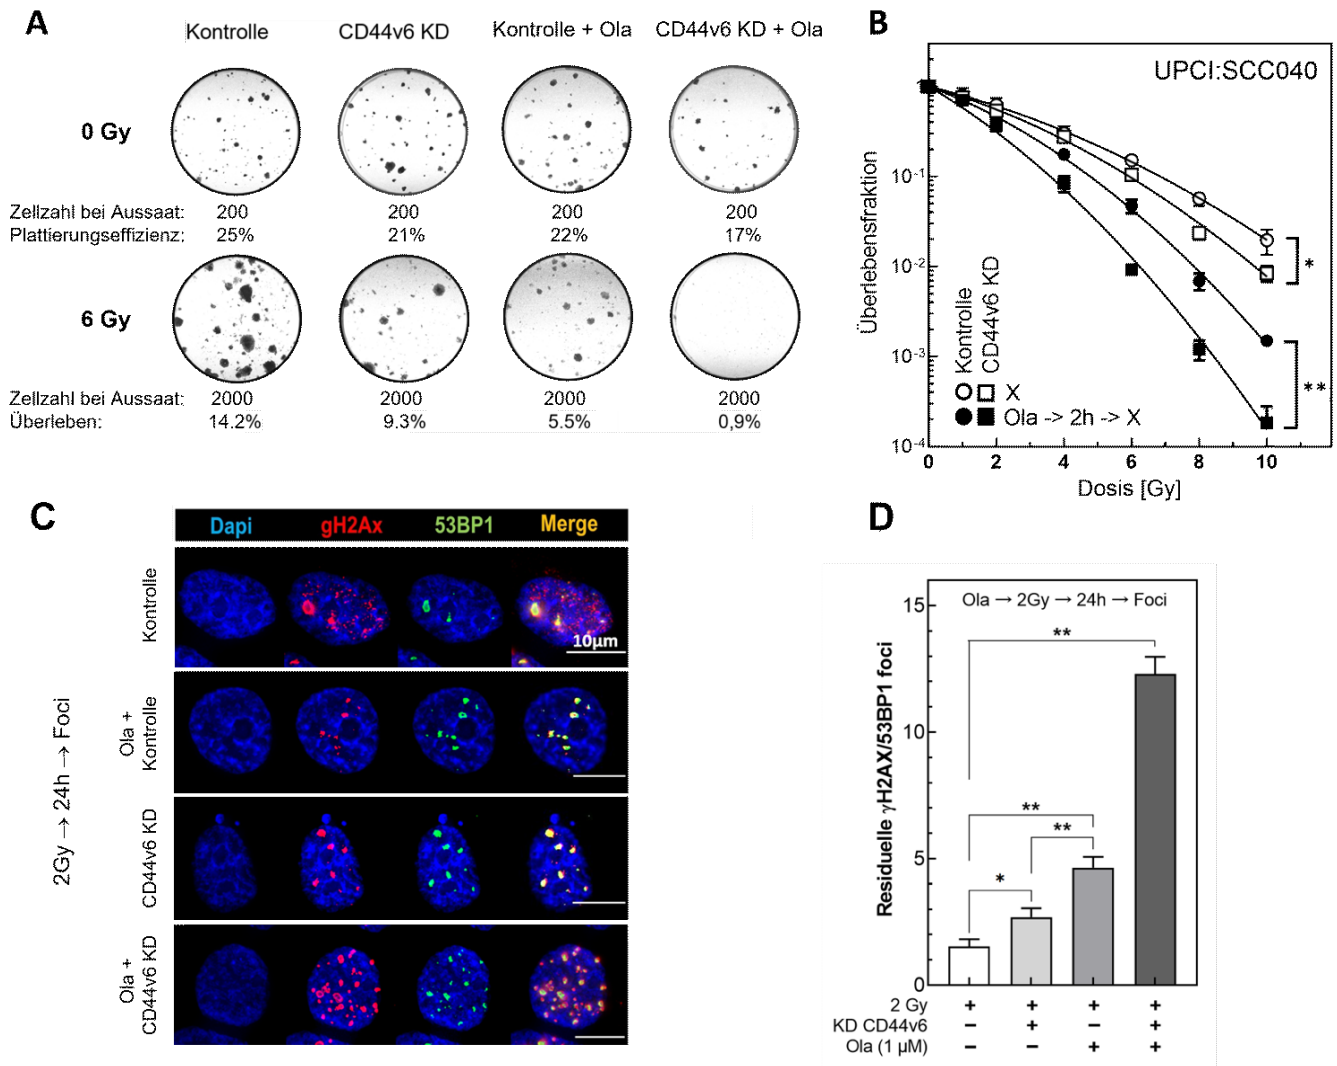 A
Kontrolle CD44v6 KD Kontrolle + Ola CD44v6 KD + Ola
0 Gy
Zellzahl bei Aussaat: 200 200 200 200
Plattierungseffizienz: 25% 21% 22% 17%
6 Gy
Zellzahl bei Aussaat: 2000 2000 2000 2000
Überleben: 14.2% 9.3% 5.5% 0,9%
B
UPCI:SCC040
Überlebensfraktion
10-1
10-2
10-3
10-4
*
**
Kontrolle
CD44v6 KD
X
Ola -> 2h -> X
0 2 4 6 8 10
Dosis [Gy]
C
Dapi gH2Ax 53BP1 Merge
2Gy → 24h → Foci
Kontrolle
10µm
Ola +
Kontrolle
CD44v6 KD
Ola +
CD44v6 KD
D
Residuelle γH2AX/53BP1 foci
15
10
5
0
Ola → 2Gy → 24h → Foci
**
**
**
*
2 Gy + + + +
KD CD44v6 – + – +
Ola (1 µM) – – + +